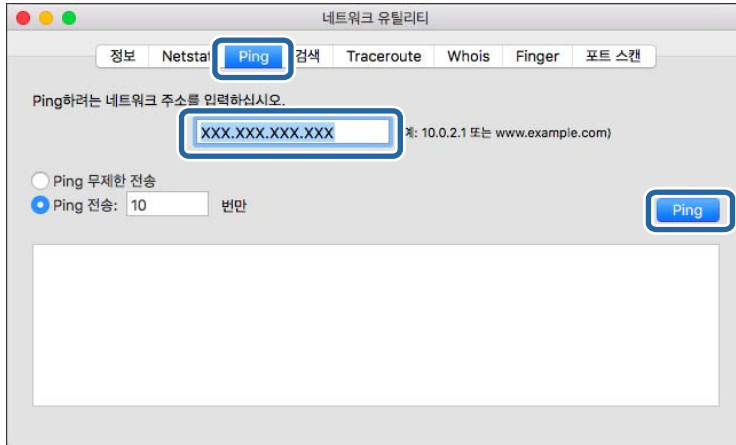 네트워크 유틸리티
정보 Netstat Ping 검색 Traceroute Whois Finger 포트 스캔
Ping하려는 네트워크 주소를 입력하십시오.
XXX.XXX.XXX.XXX 예: 10.0.2.1 또는 www.example.com)
Ping 무제한 전송
Ping 전송: 10 번만
Ping